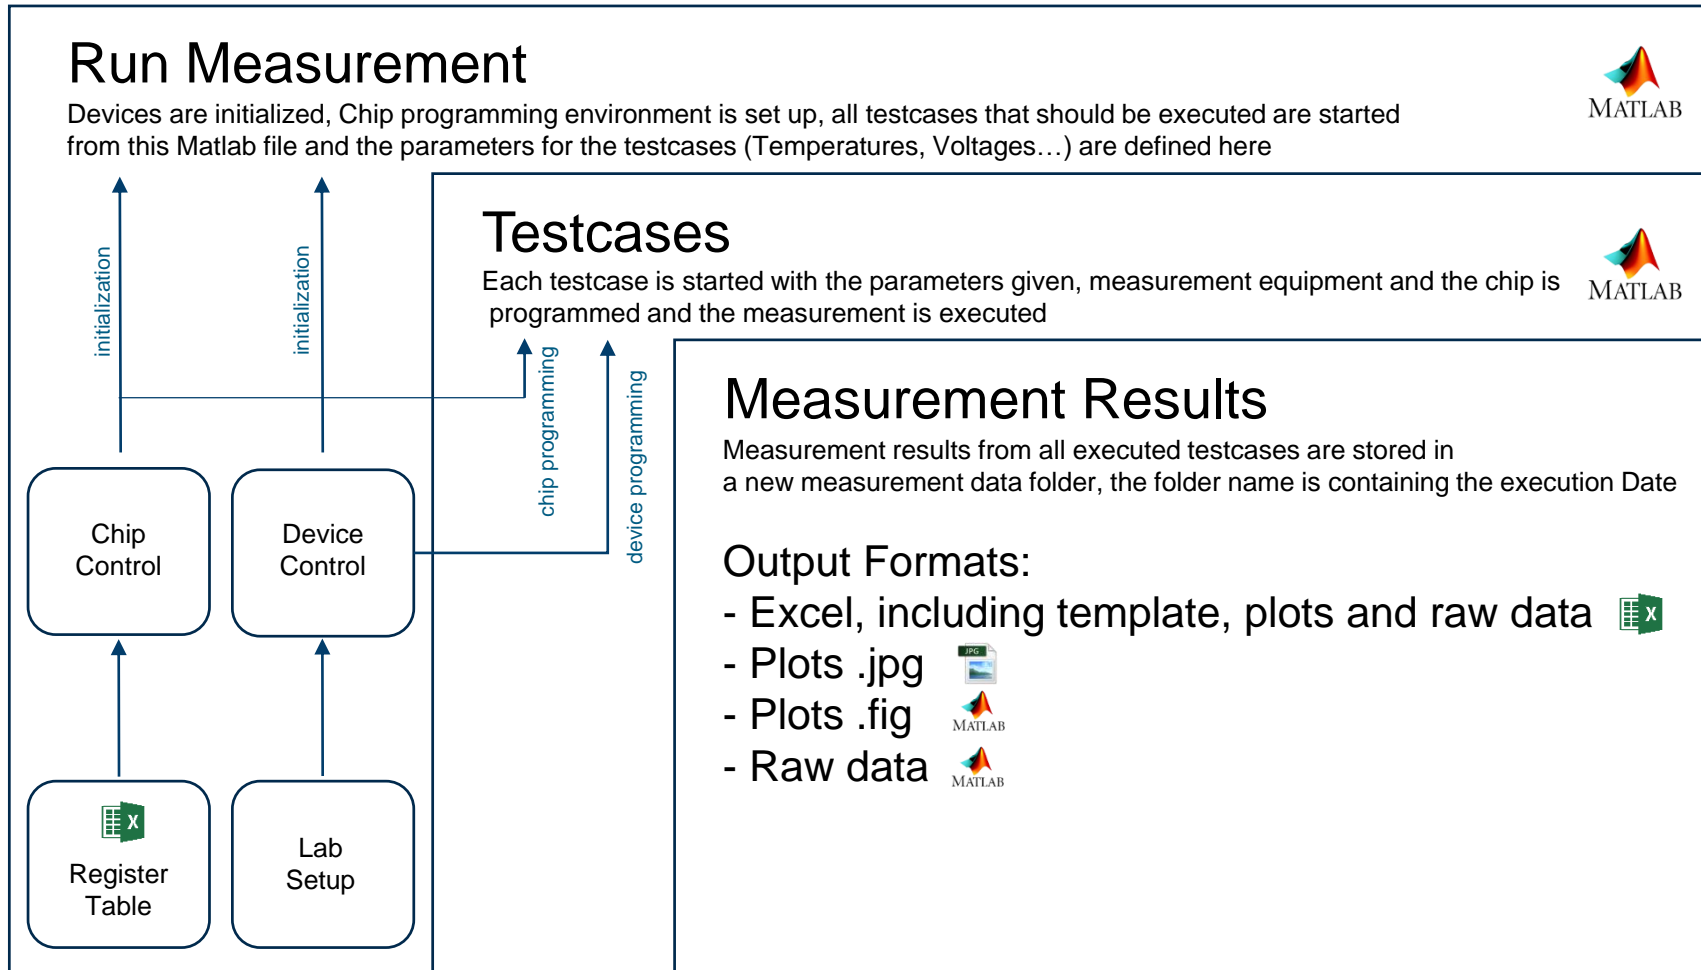 Run Measurement
Devices are initialized, Chip programming environment is set up, all testcases that should be executed are started
from this Matlab file and the parameters for the testcases (Temperatures, Voltages…) are defined here
MATLAB
initialization
initialization
Testcases
Each testcase is started with the parameters given, measurement equipment and the chip is
programmed and the measurement is executed
MATLAB
chip programming
device programming
Measurement Results
Measurement results from all executed testcases are stored in
a new measurement data folder, the folder name is containing the execution Date
Chip
Control
Device
Control
Output Formats:
- Excel, including template, plots and raw data
X
- Plots .jpg
JPG
- Plots .fig
MATLAB
- Raw data
MATLAB
X
Register
Table
Lab
Setup